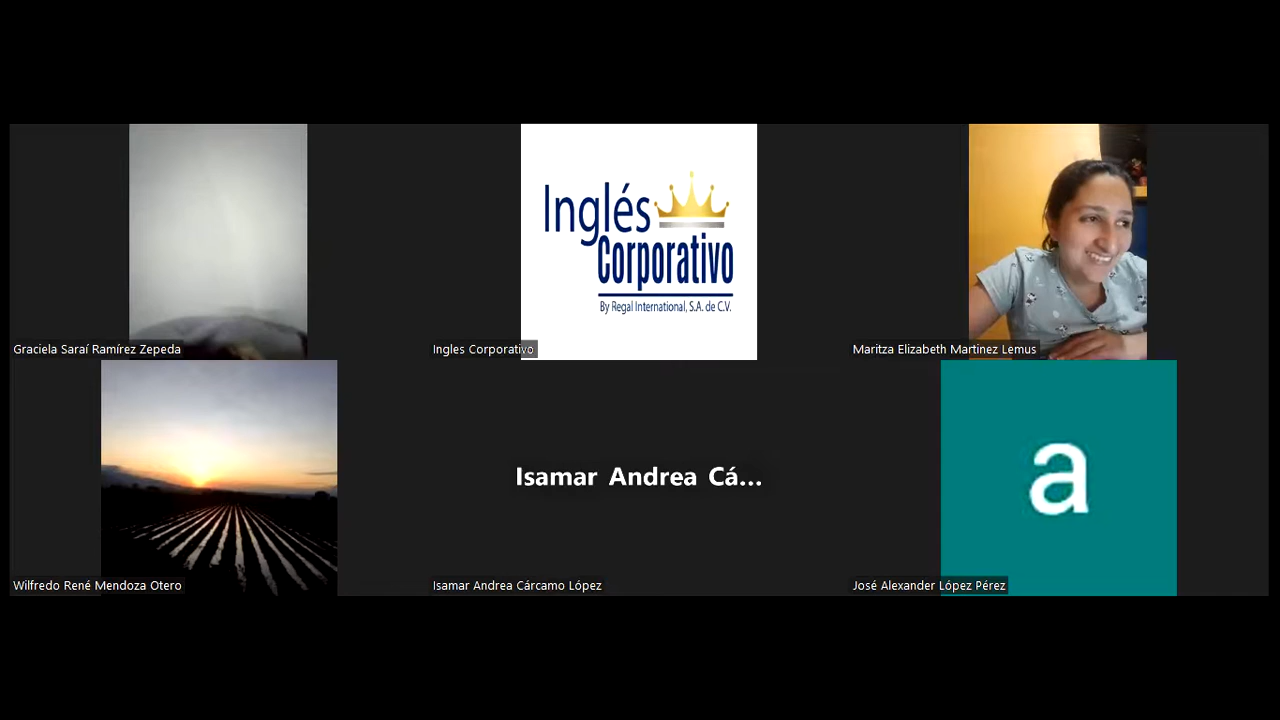 Inglés
Corporativo
By Regal International, S.A. de C.V.
Graciela Saraí Ramírez Zepeda
Ingles Corporativo
Maritza Elizabeth Martinez Lemus
Isamar Andrea Cá...
a
Wilfredo René Mendoza Otero
Isamar Andrea Cárcamo López
José Alexander López Pérez